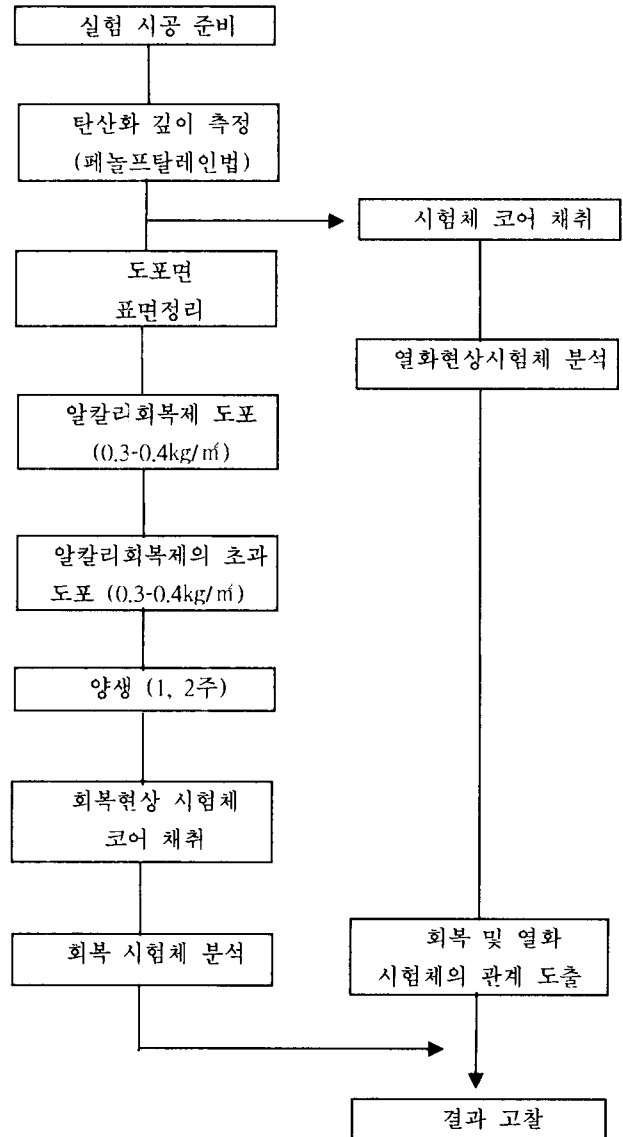 실험 시공 준비
탄산화 깊이 측정
(페놀프탈레인법)
시험체 코어 채취
도포면
표면정리
열화현상시험체 분석
알칼리회복제 도포
(0.3-0.4kg/㎡)
알칼리회복제의 초과
도포 (0.3-0.4kg/㎡)
양생 (1, 2주)
회복현상 시험체
코어 채취
회복 시험체 분석
회복 및 열화
시험체의 관계 도출
결과 고찰